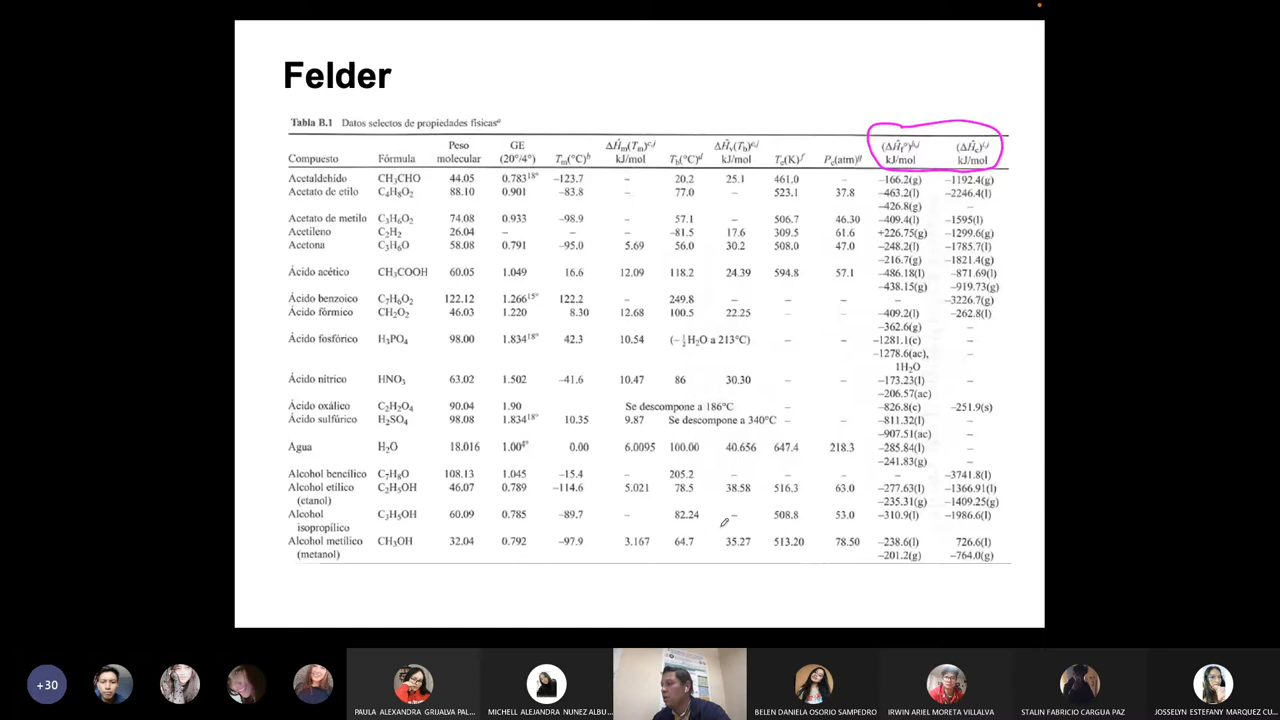 Felder
Tabla B.1 Datos selectos de propiedades físicas^a
Compuesto Fórmula Peso molecular GE (20°/4°) Tm(°C)^b ΔĤm(Tm)^c,j kJ/mol Tb(°C)^d ΔĤv(Tb)^e,j kJ/mol Tc(K)^f Pc(atm)^g (ΔĤf°)^h,j kJ/mol (ΔĤc)^i,j kJ/mol
Acetaldehído CH3CHO 44.05 0.783^18° –123.7 – 20.2 25.1 461.0 – –166.2(g) –1192.4(g)
Acetato de etilo C4H8O2 88.10 0.901 –83.8 – 77.0 – 523.1 37.8 –463.2(l) –2246.4(l)
–426.8(g) –
Acetato de metilo C3H6O2 74.08 0.933 –98.9 – 57.1 – 506.7 46.30 –409.4(l) –1595(l)
Acetileno C2H2 26.04 – – – –81.5 17.6 309.5 61.6 +226.75(g) –1299.6(g)
Acetona C3H6O 58.08 0.791 –95.0 5.69 56.0 30.2 508.0 47.0 –248.2(l) –1785.7(l)
–216.7(g) –1821.4(g)
Ácido acético CH3COOH 60.05 1.049 16.6 12.09 118.2 24.39 594.8 57.1 –486.18(l) –871.69(l)
–438.15(g) –919.73(g)
Ácido benzoico C7H6O2 122.12 1.266^15° 122.2 – 249.8 – – – – –3226.7(g)
Ácido fórmico CH2O2 46.03 1.220 8.30 12.68 100.5 22.25 – – –409.2(l) –262.8(l)
–362.6(g) –
Ácido fosfórico H3PO4 98.00 1.834^18° 42.3 10.54 (–½H2O a 213°C) – – –1281.1(c) –
–1278.6(ac), –
1H2O
Ácido nítrico HNO3 63.02 1.502 –41.6 10.47 86 30.30 – – –173.23(l) –
–206.57(ac)
Ácido oxálico C2H2O4 90.04 1.90 Se descompone a 186°C – –826.8(c) –251.9(s)
Ácido sulfúrico H2SO4 98.08 1.834^18° 10.35 9.87 Se descompone a 340°C – – –811.32(l) –
–907.51(ac) –
Agua H2O 18.016 1.00^4° 0.00 6.0095 100.00 40.656 647.4 218.3 –285.84(l) –
–241.83(g) –
Alcohol bencílico C7H8O 108.13 1.045 –15.4 – 205.2 – – – – –3741.8(l)
Alcohol etílico C2H5OH 46.07 0.789 –114.6 5.021 78.5 38.58 516.3 63.0 –277.63(l) –1366.91(l)
(etanol) –235.31(g) –1409.25(g)
Alcohol C3H5OH 60.09 0.785 –89.7 – 82.24 – 508.8 53.0 –310.9(l) –1986.6(l)
isopropílico
Alcohol metílico CH3OH 32.04 0.792 –97.9 3.167 64.7 35.27 513.20 78.50 –238.6(l) 726.6(l)
(metanol) –201.2(g) –764.0(g)
+30
PAULA ALEXANDRA GRIJALVA PAL...
MICHELL ALEJANDRA NUNEZ ALBU...
BELEN DANIELA OSORIO SAMPEDRO
IRWIN ARIEL MORETA VILLALVA
STALIN FABRICIO CARGUA PAZ
JOSSELYN ESTEFANY MARQUEZ CU...